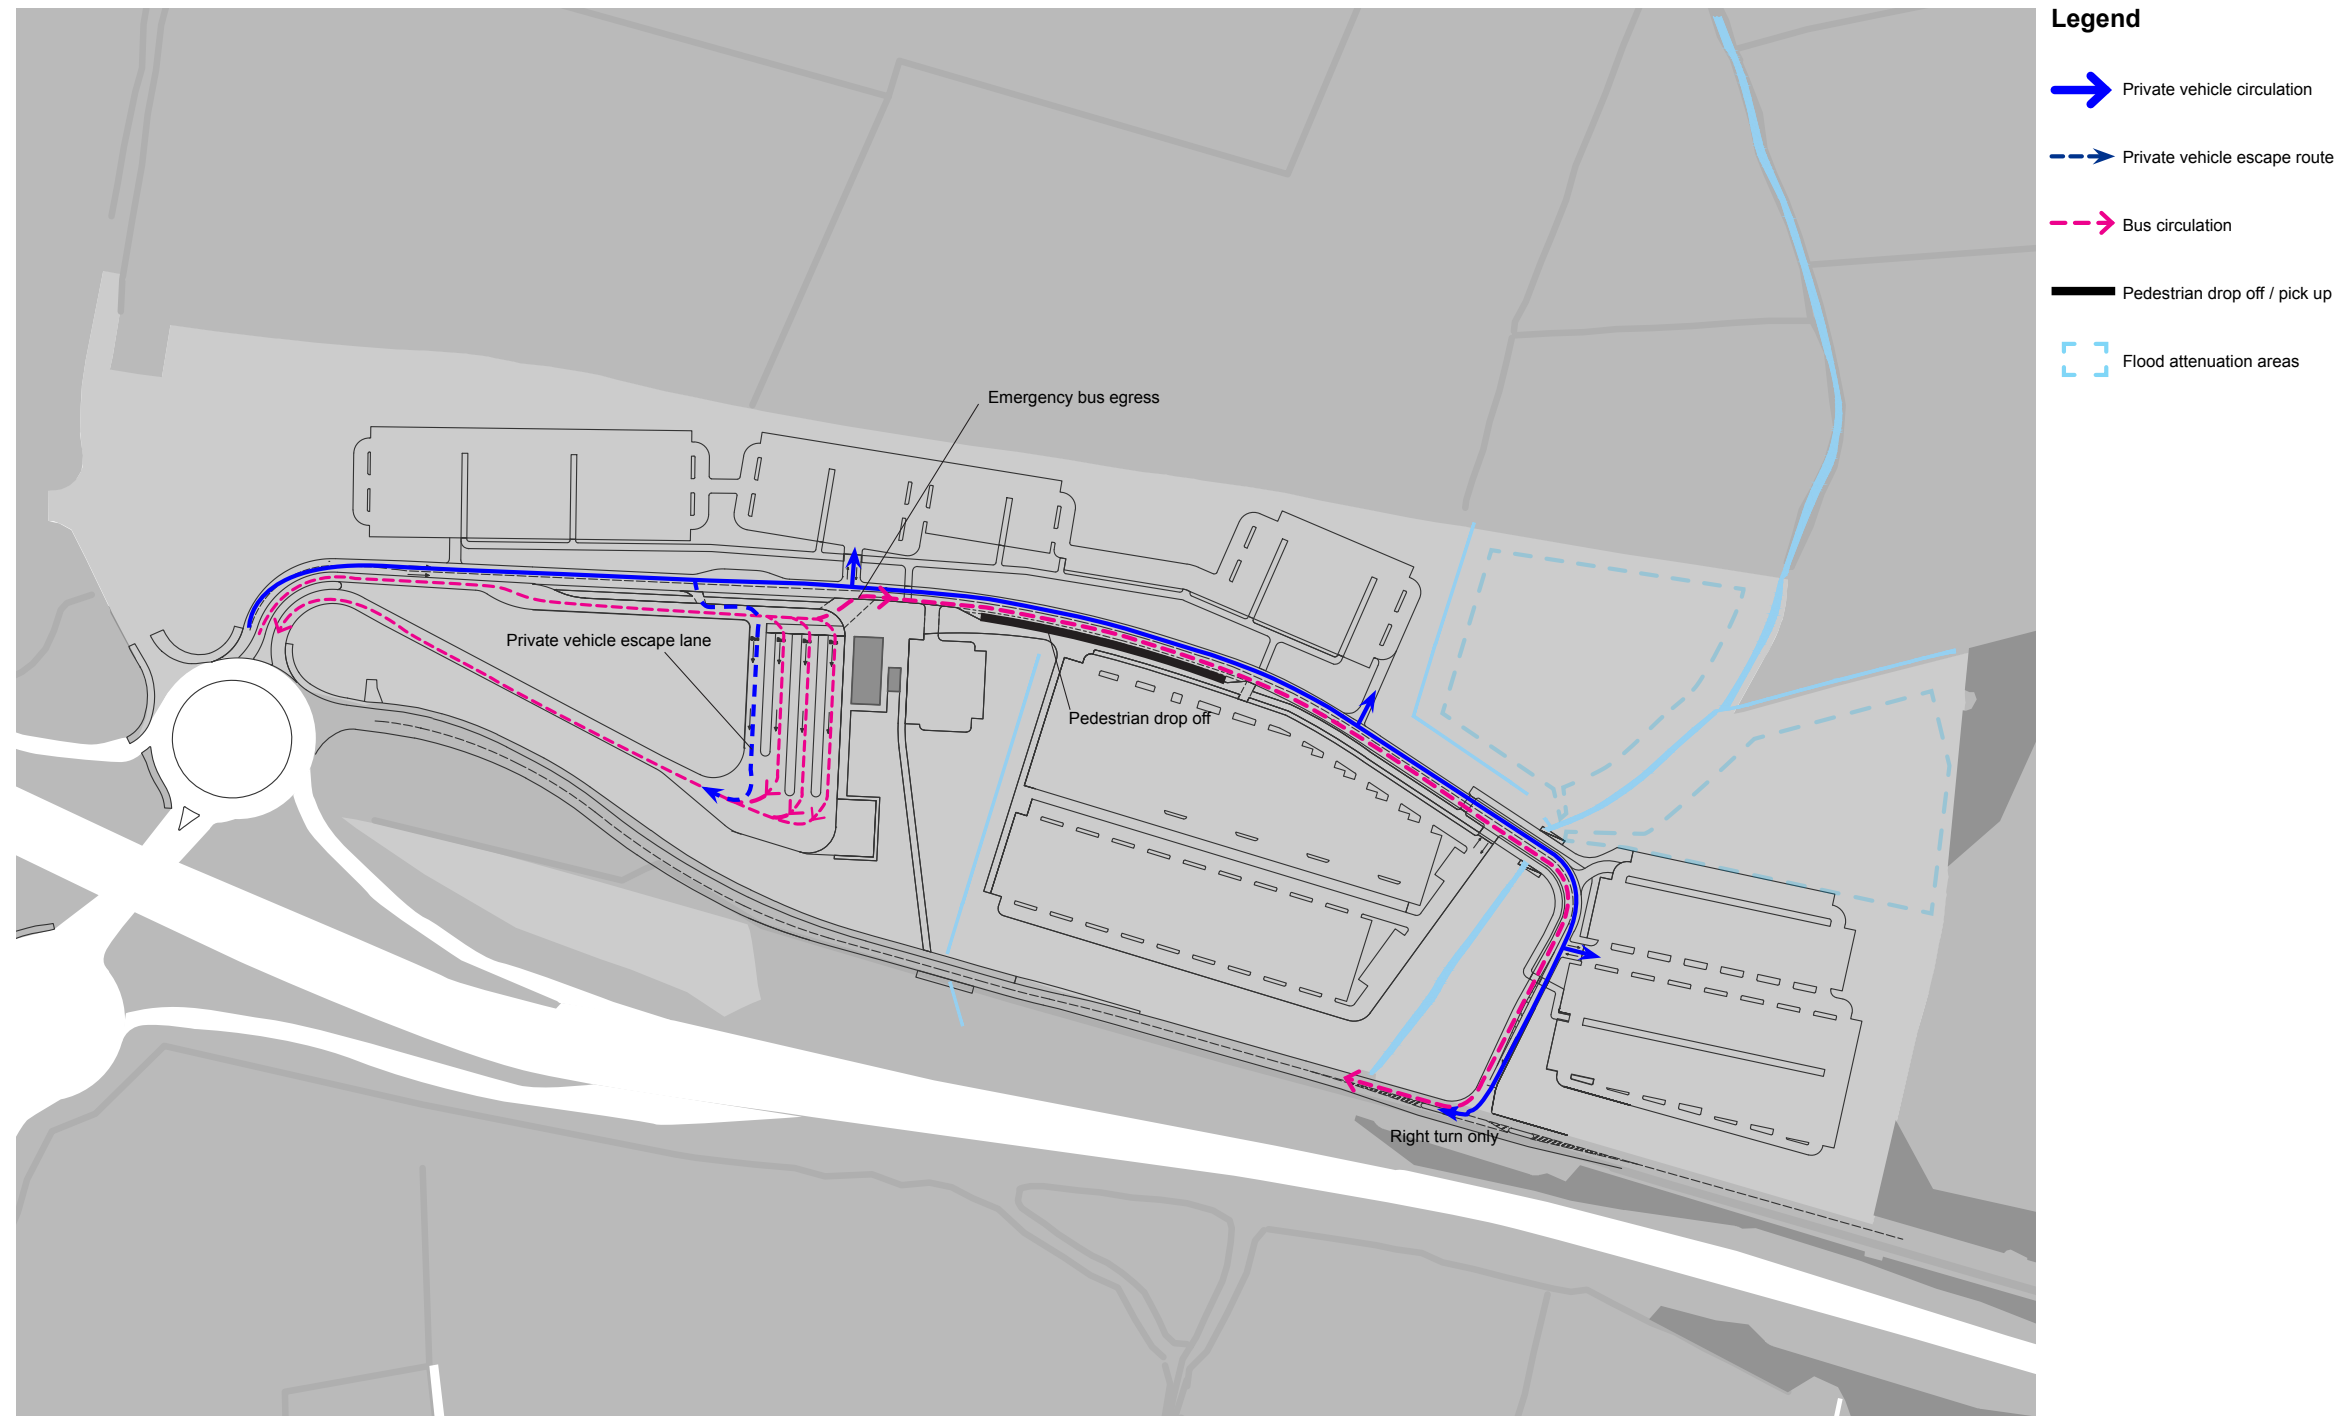 Legend
Private vehicle circulation
Private vehicle escape route
Bus circulation
Pedestrian drop off / pick up
Flood attenuation areas
Emergency bus egress
Private vehicle escape lane
Pedestrian drop off
Right turn only